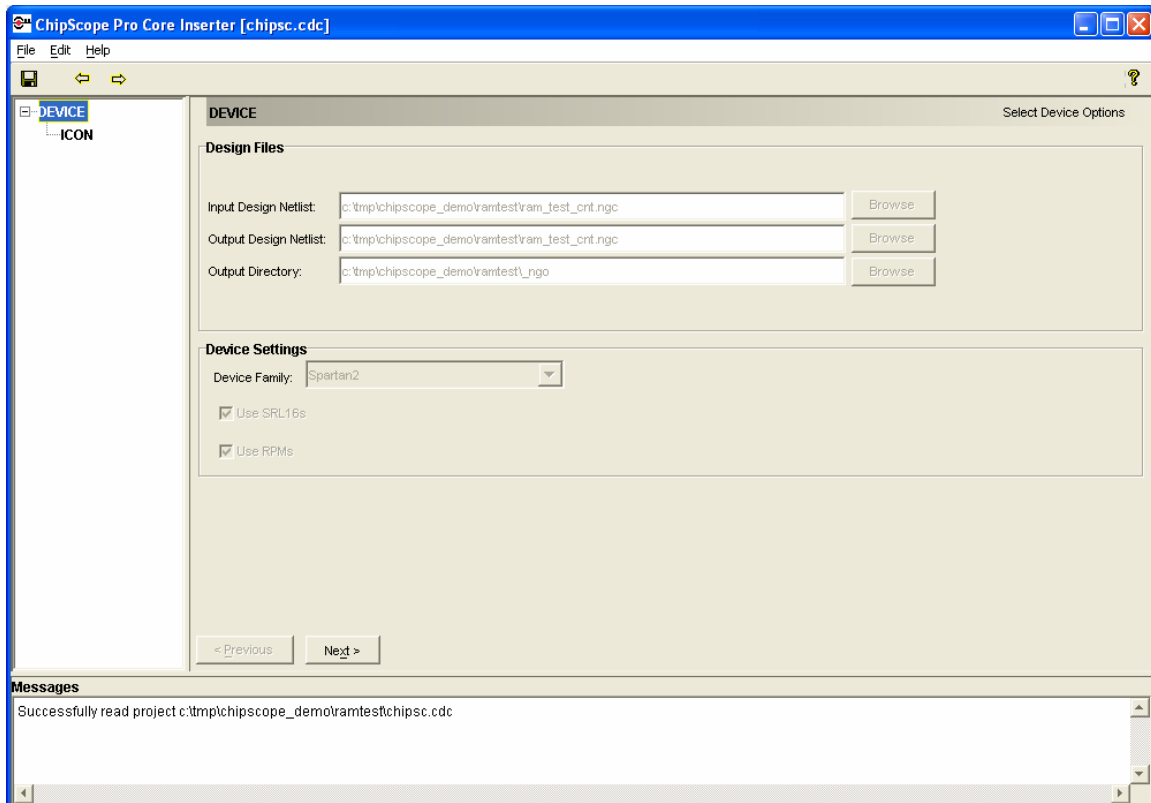 ChipScope Pro Core Inserter [chipsc.cdc]
File Edit Help
DEVICE
ICON
DEVICE Select Device Options
Design Files
Input Design Netlist: c:\tmp\chipscope_demo\ramtest\ram_test_cnt.ngc Browse
Output Design Netlist: c:\tmp\chipscope_demo\ramtest\ram_test_cnt.ngc Browse
Output Directory: c:\tmp\chipscope_demo\ramtest\_ngo Browse
Device Settings
Device Family: Spartan2
Use SRL16s
Use RPMs
< Previous Next >
Messages
Successfully read project c:\tmp\chipscope_demo\ramtest\chipsc.cdc